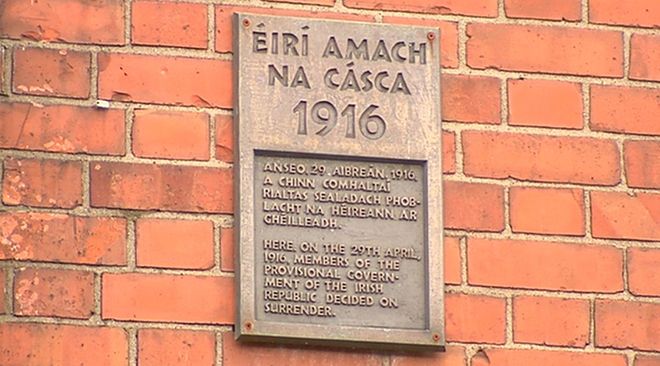 ÉIRÍ AMACH
NA CÁSCA
1916
ANSEO, 29, AIBREÁN, 1916,
A CHINN COMHALTAÍ
RIALTAS SEALADACH PHOB-
LACHT NA HÉIREANN AR
GHÉILLEADH.
HERE, ON THE 29TH APRIL,
1916, MEMBERS OF THE
PROVISIONAL GOVERN-
MENT OF THE IRISH
REPUBLIC DECIDED ON
SURRENDER.